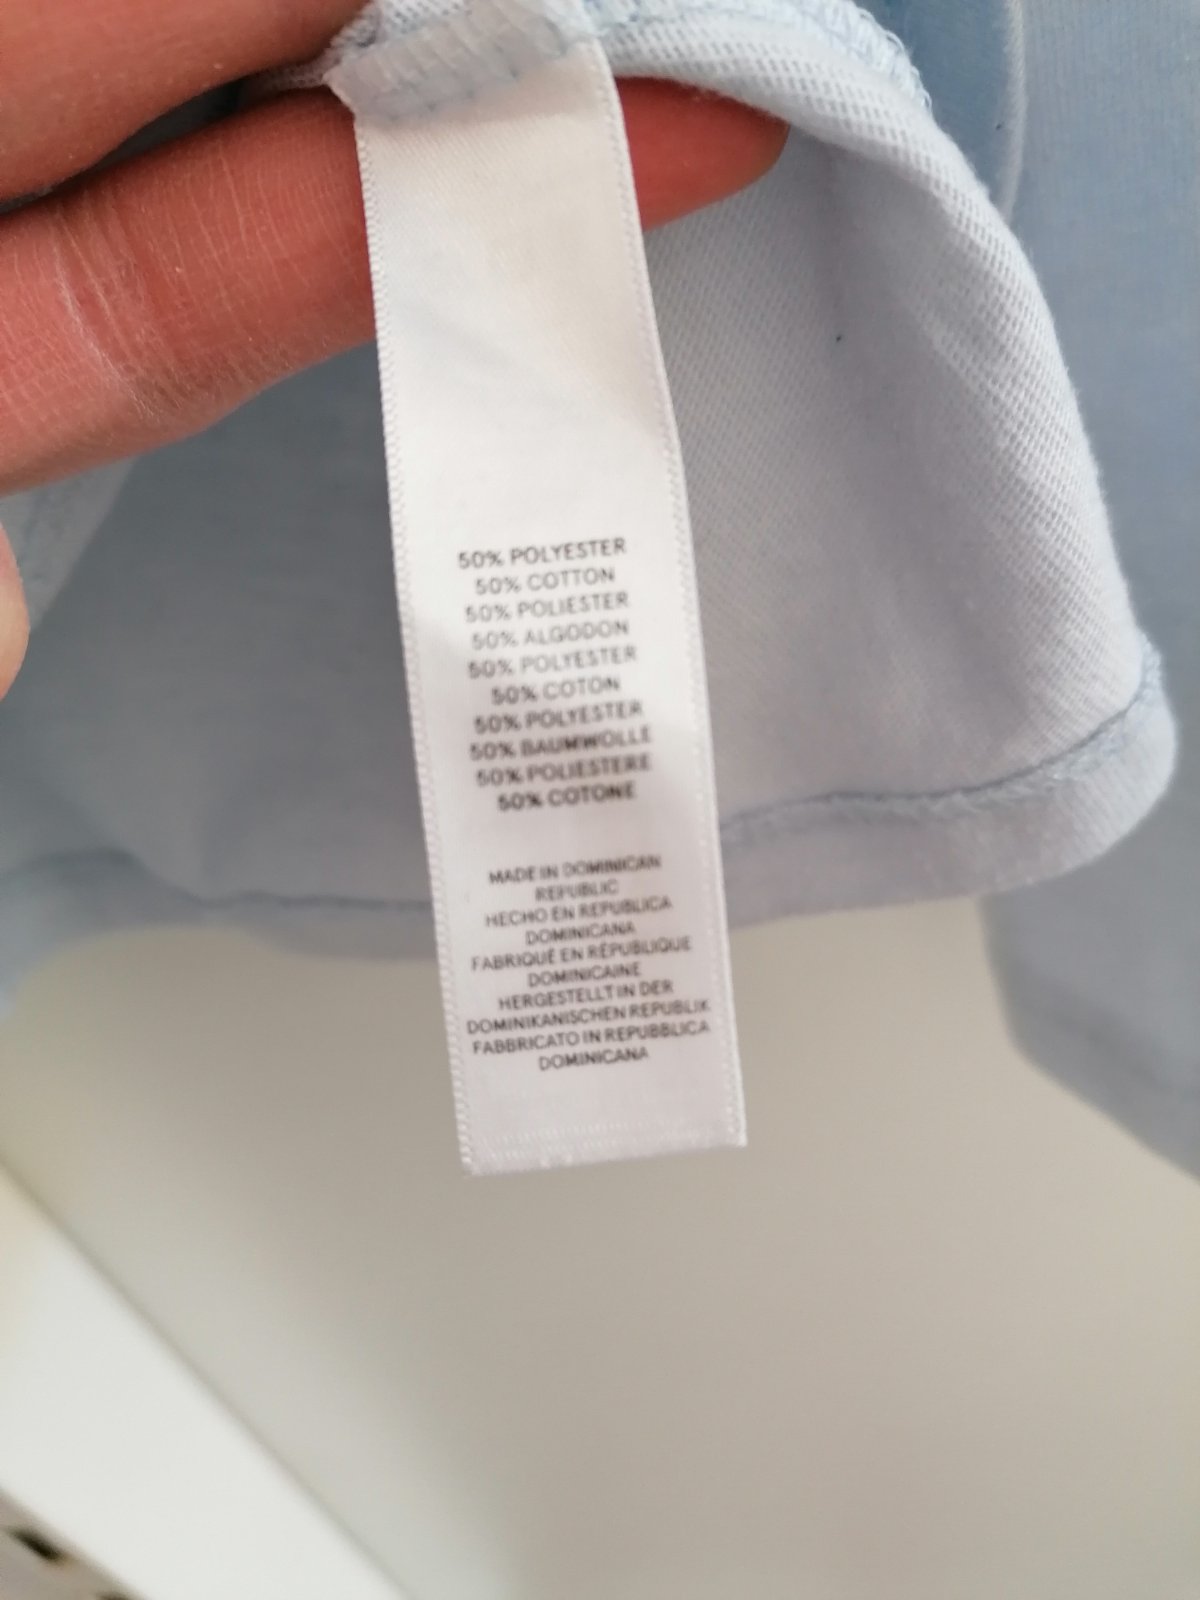 50% POLYESTER
50% COTTON
50% POLIESTER
50% ALGODON
50% POLYESTER
50% COTON
50% POLYESTER
50% BAUMWOLLE
50% POLIESTERE
50% COTONE
MADE IN DOMINICAN
REPUBLIC
HECHO EN REPUBLICA
DOMINICANA
FABRIQUÉ EN RÉPUBLIQUE
DOMINICAINE
HERGESTELLT IN DER
DOMINIKANISCHEN REPUBLIK
FABBRICATO IN REPUBBLICA
DOMINICANA